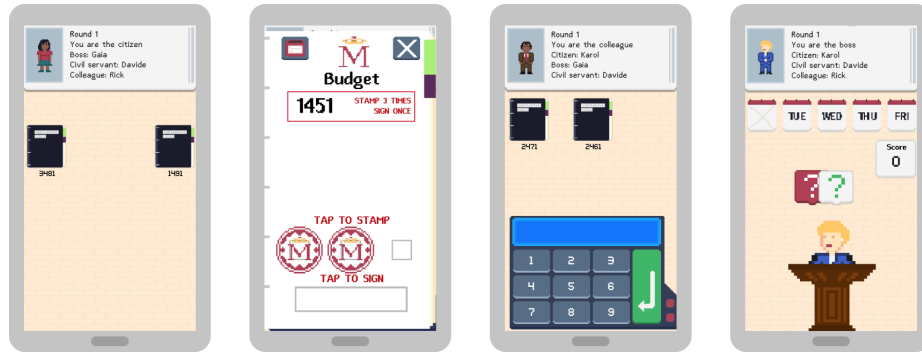 Round 1
You are the citizen
Boss: Gaia
Civil servant: Davide
Colleague: Rick
3481
1491
M
Budget
1451
STAMP 3 TIMES
SIGN ONCE
TAP TO STAMP
M M
TAP TO SIGN
Round 1
You are the colleague
Citizen: Karol
Boss: Gaia
Civil servant: Davide
2471
2461
1 2 3
4 5 6
7 8 9
Round 1
You are the boss
Citizen: Karol
Civil servant: Davide
Colleague: Rick
TUE WED THU FRI
Score
0
? ?